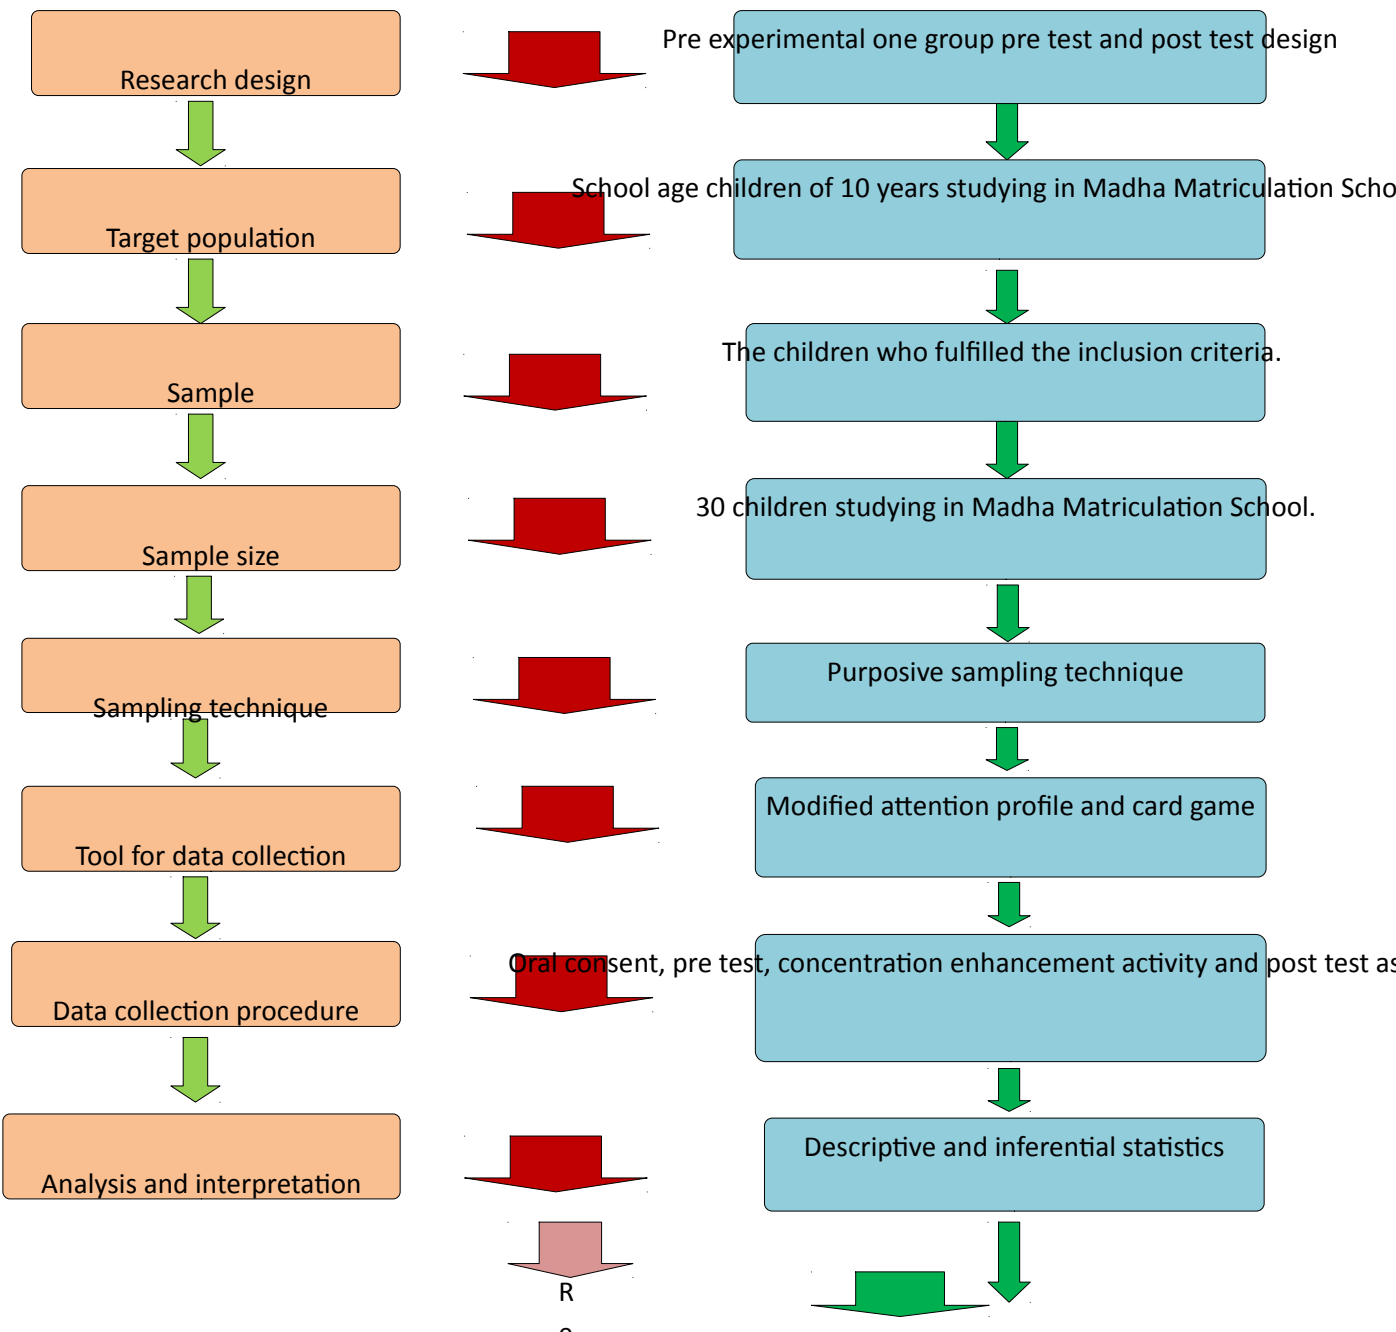 Research design
Pre experimental one group pre test and post test design
Target population
School age children of 10 years studying in Madha Matriculation
Sample
The children who fulfilled the inclusion criteria.
Sample size
30 children studying in Madha Matriculation School.
Sampling technique
Purposive sampling technique
Tool for data collection
Modified attention profile and card game
Data collection procedure
Oral consent, pre test, concentration enhancement activity and post test
Analysis and interpretation
Descriptive and inferential statistics
R